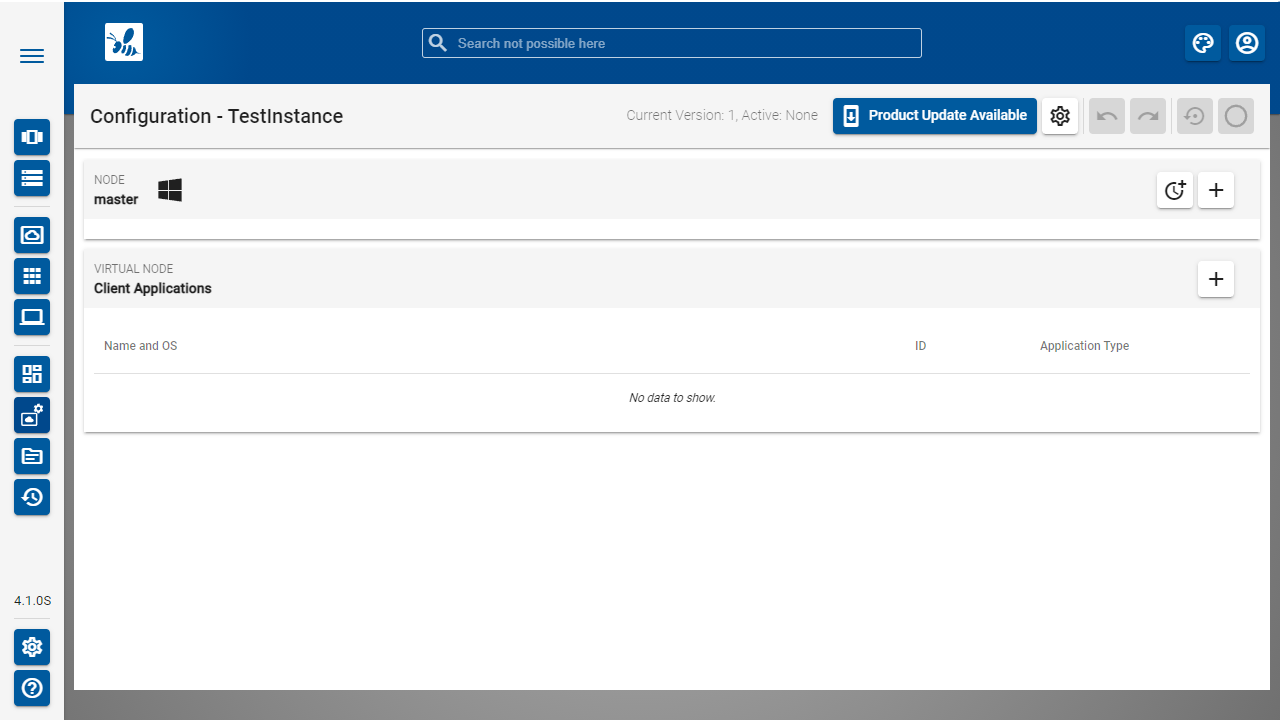 Search not possible here
Configuration - TestInstance
Current Version: 1, Active: None
Product Update Available
NODE
master
VIRTUAL NODE
Client Applications
Name and OS
ID
Application Type
No data to show.
4.1.0S